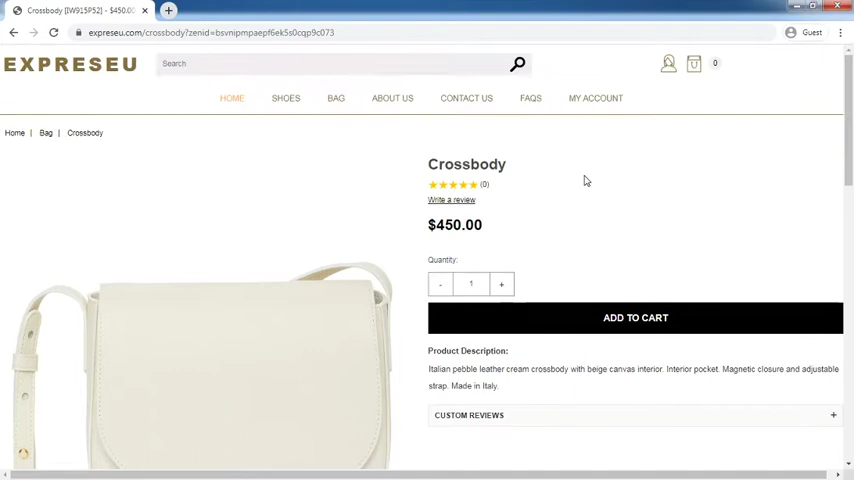 Crossbody [IW915P52] - $450.00
expreseu.com/crossbody?zenid=bsvnipmpaepf6ek5s0cqp9c073
Guest
EXPRESEU
Search
0
HOME
SHOES
BAG
ABOUT US
CONTACT US
FAQS
MY ACCOUNT
Home | Bag | Crossbody
Crossbody
(0)
Write a review
$450.00
Quantity:
- 1 +
ADD TO CART
Product Description:
Italian pebble leather cream crossbody with beige canvas interior. Interior pocket. Magnetic closure and adjustable
strap. Made in Italy.
CUSTOM REVIEWS +